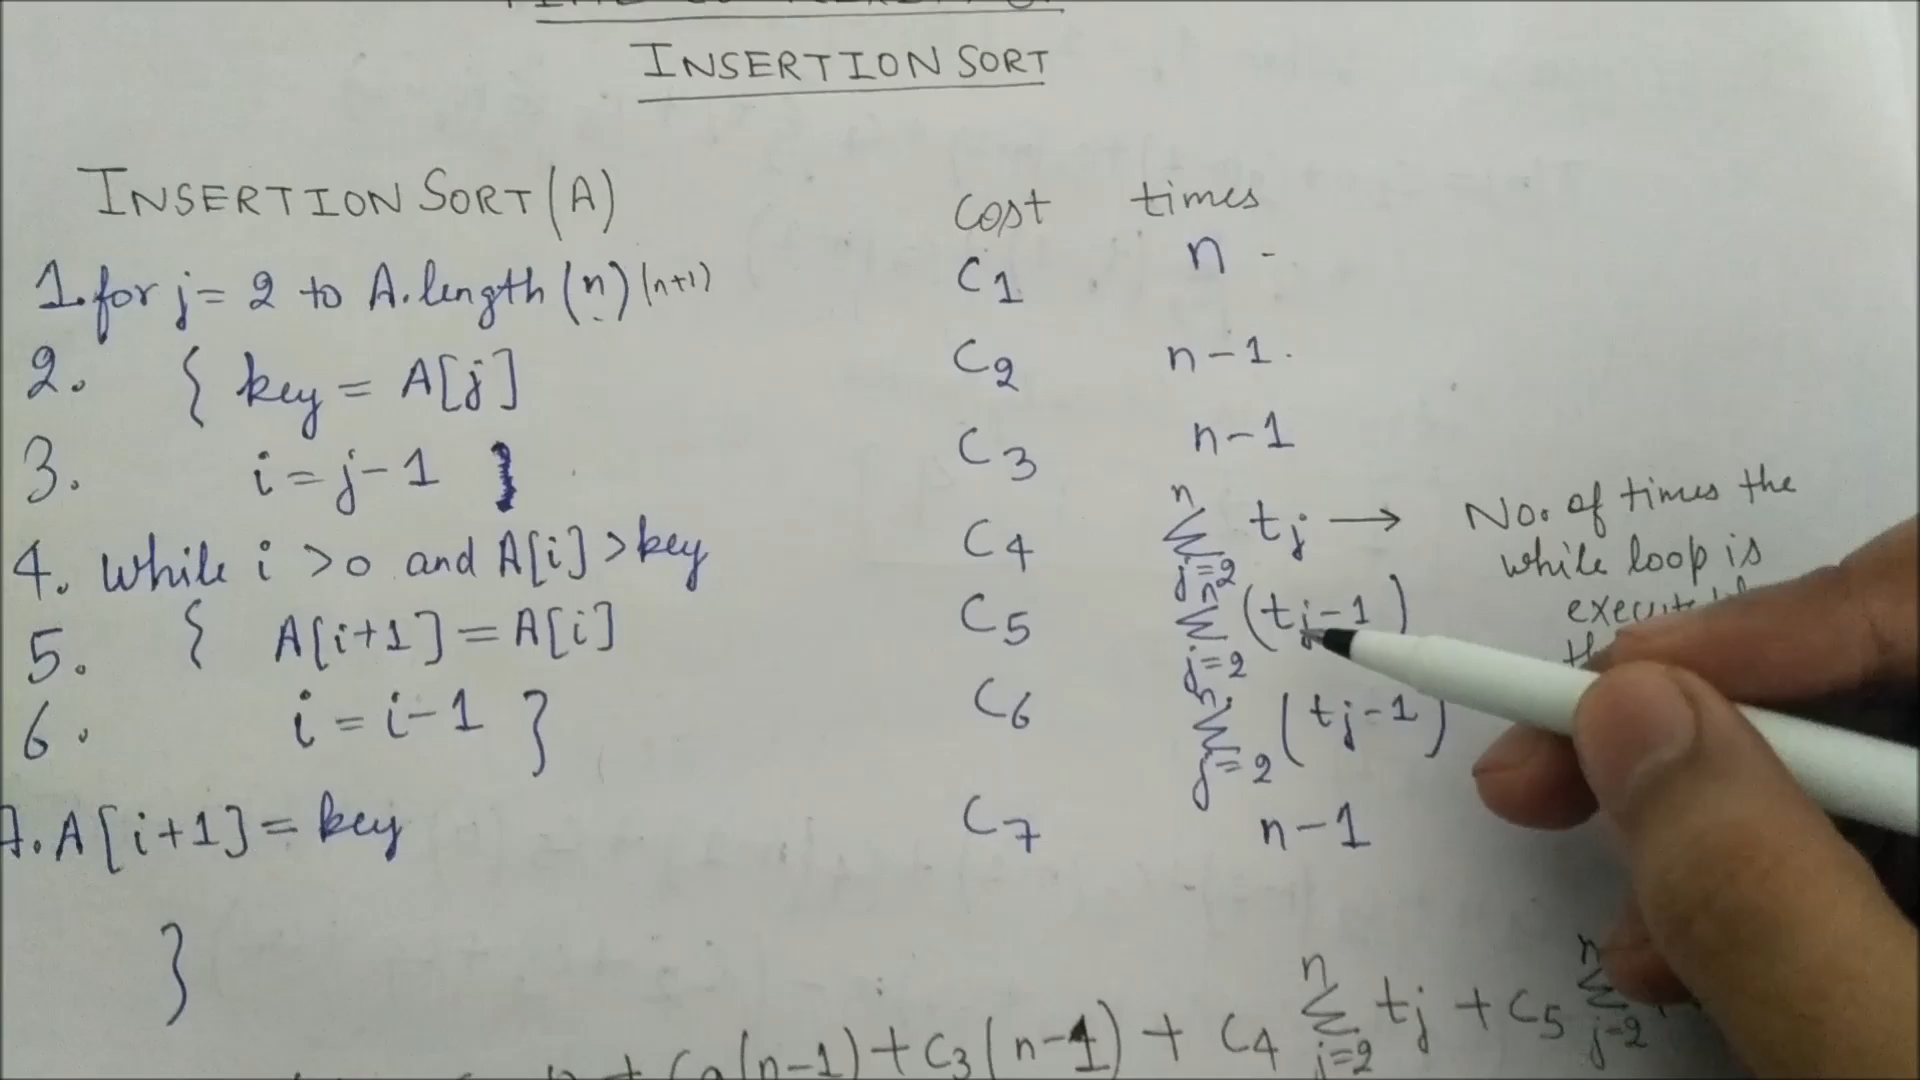 INSERTION SORT
INSERTION SORT (A) cost times
1. for j = 2 to A.length (n) (n+1) C1 n
2. { key = A[j] C2 n-1
3. i = j-1 C3 n-1
4. While i > 0 and A[i] > key C4 n Σ j=2 tj → No. of times the while loop is
5. { A[i+1] = A[i] C5 n Σ j=2 (tj-1)
6. i = i-1 } C6 n Σ j=2 (tj-1)
7. A[i+1] = key C7 n-1
}
(n-1) + C3 (n-1) + C4 n Σ j=2 tj + C5 n Σ j=2